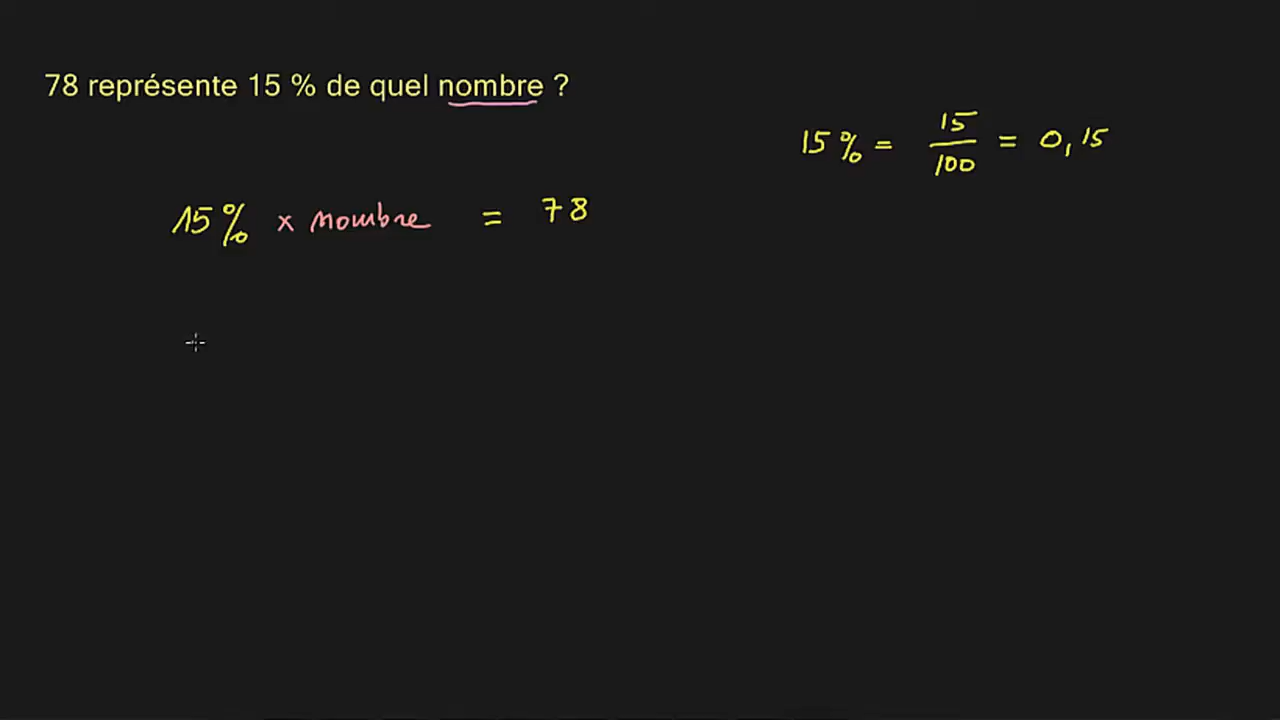 78 représente 15 % de quel nombre ?
15 % = 15/100 = 0,15
15 % x nombre = 78